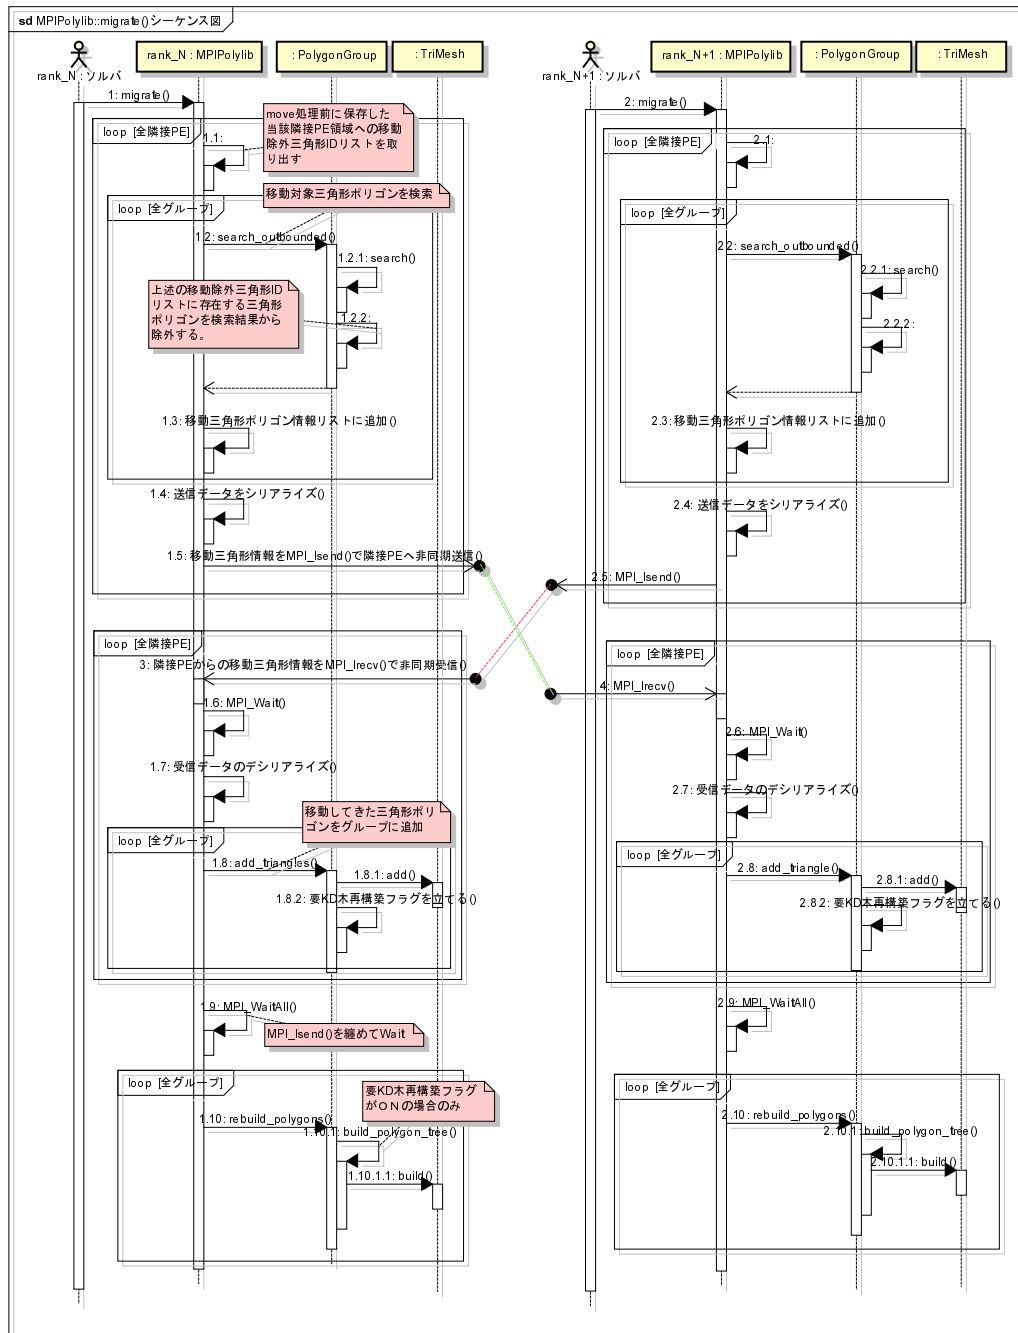 sd MPIPolylib::migrate()シーケンス図
rank_N : ソルバ
rank_N : MPIPolylib
: PolygonGroup
: TriMesh
rank_N+1 : ソルバ
rank_N+1 : MPIPolylib
: PolygonGroup
: TriMesh
1: migrate()
loop [全隣接PE]
1.1:
move処理前に保存した
当該隣接PE領域への移動
除外三角形IDリストを取
り出す
移動対象三角形ポリゴンを検索
loop [全グループ]
1.2: search_outbounded()
1.2.1: search()
上述の移動除外三角形ID
リストに存在する三角形
ポリゴンを検索結果から
除外する。
1.2.2:
1.3: 移動三角形ポリゴン情報リストに追加()
1.4: 送信データをシリアライズ()
1.5: 移動三角形情報をMPI_Isend()で隣接PEへ非同期送信()
2: migrate()
loop [全隣接PE]
2.1:
loop [全グループ]
2.2: search_outbounded()
2.2.1: search()
2.2.2:
2.3: 移動三角形ポリゴン情報リストに追加()
2.4: 送信データをシリアライズ()
2.5: MPI_Isend()
loop [全隣接PE]
3: 隣接PEからの移動三角形情報をMPI_Irecv()で非同期受信()
1.6: MPI_Wait()
1.7: 受信データのデシリアライズ()
移動してきた三角形ポリ
ゴンをグループに追加
loop [全グループ]
1.8: add_triangles()
1.8.1: add()
1.8.2: 要KD木再構築フラグを立てる()
loop [全隣接PE]
4: MPI_Irecv()
2.6: MPI_Wait()
2.7: 受信データのデシリアライズ()
loop [全グループ]
2.8: add_triangle()
2.8.1: add()
2.8.2: 要KD木再構築フラグを立てる()
1.9: MPI_WaitAll()
MPI_Isend()を纏めてWait
2.9: MPI_WaitAll()
loop [全グループ]
要KD木再構築フラグ
がＯＮの場合のみ
1.10: rebuild_polygons()
1.10.1: build_polygon_tree()
1.10.1.1: build()
loop [全グループ]
2.10: rebuild_polygons()
2.10.1: build_polygon_tree()
2.10.1.1: build()